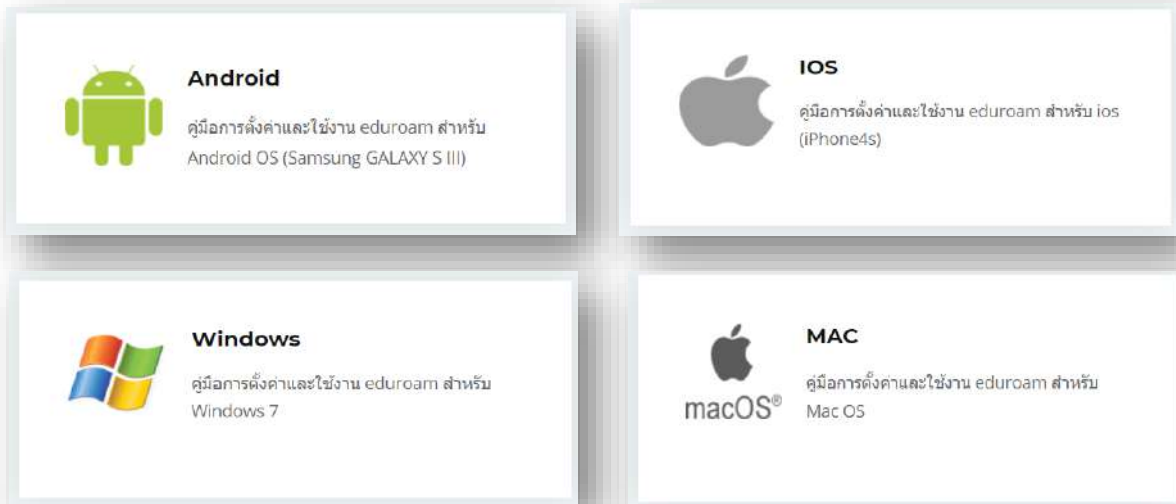 Android
คู่มือการตั้งค่าและใช้งาน eduroam สำหรับ
Android OS (Samsung GALAXY S III)
IOS
คู่มือการตั้งค่าและใช้งาน eduroam สำหรับ ios
(iPhone4s)
Windows
คู่มือการตั้งค่าและใช้งาน eduroam สำหรับ
Windows 7
macOS®
MAC
คู่มือการตั้งค่าและใช้งาน eduroam สำหรับ
Mac OS